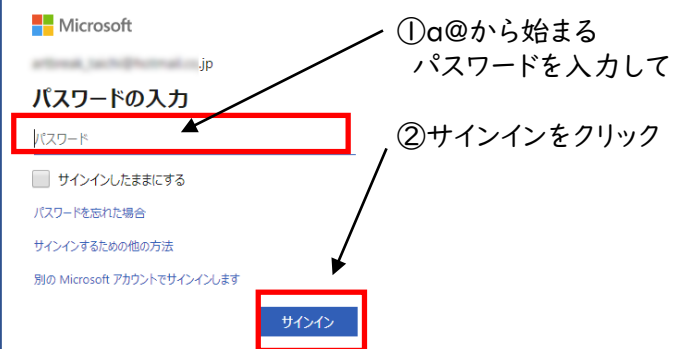 Microsoft
.jp
パスワードの入力
パスワード
サインインしたままにする
パスワードを忘れた場合
サインインするための他の方法
別の Microsoft アカウントでサインインします
サインイン
①a@から始まる
パスワードを入力して
②サインインをクリック